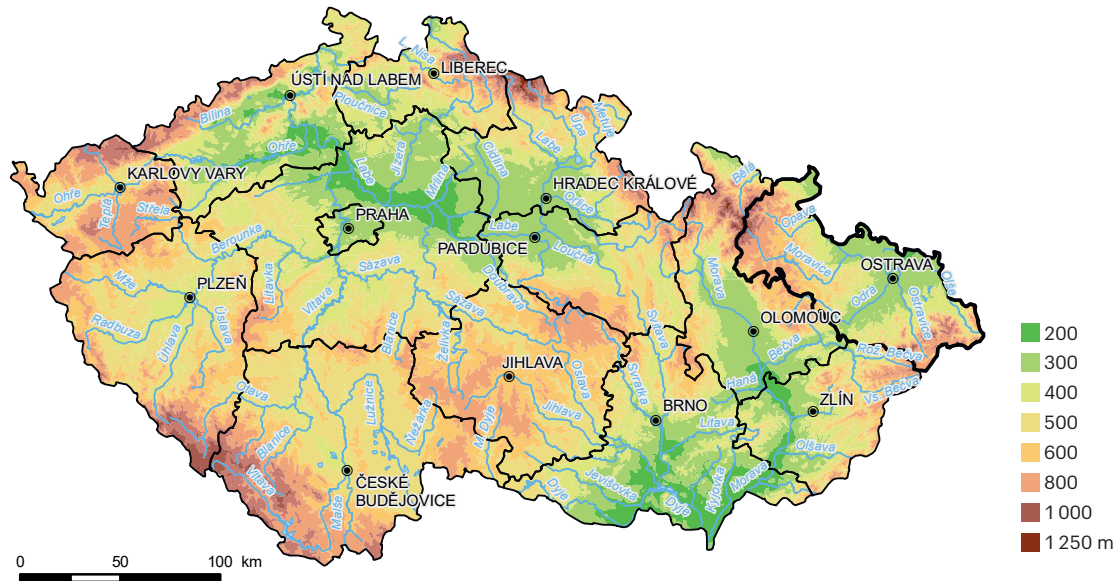 L. Nisa
LIBEREC
ÚSTÍ NAD LABEM
Ploučnice
Bílina
Metuje
Úpa
Labe
Ohře
Jizera
Cidlina
Mrlina
Labe
KARLOVY VARY
Bělá
HRADEC KRÁLOVÉ
Ohře
Teplá
Střela
Orlice
PRAHA
Opava
Labe
Berounka
PARDUBICE
Loučná
Moravice
OSTRAVA
Sázava
Litavka
Mže
PLZEŇ
Doubrava
Morava
Olše
Odra
Vltava
Sázava
Ostravice
Radbuza
Úslava
Úhlava
Blanice
Želivka
Svitava
OLOMOUC
Bečva
Rož. Bečva
JIHLAVA
Oslava
Svratka
Haná
Vs. Bečva
Otava
Lužnice
Nežárka
M. Dyje
Jihlava
BRNO
ZLÍN
Litava
Blanice
Olšava
Vltava
ČESKÉ
BUDĚJOVICE
Malše
Dyje
Jevišovka
Dyje
Kyjovka
Morava
200
300
400
500
600
800
1 000
1 250 m
0 50 100 km